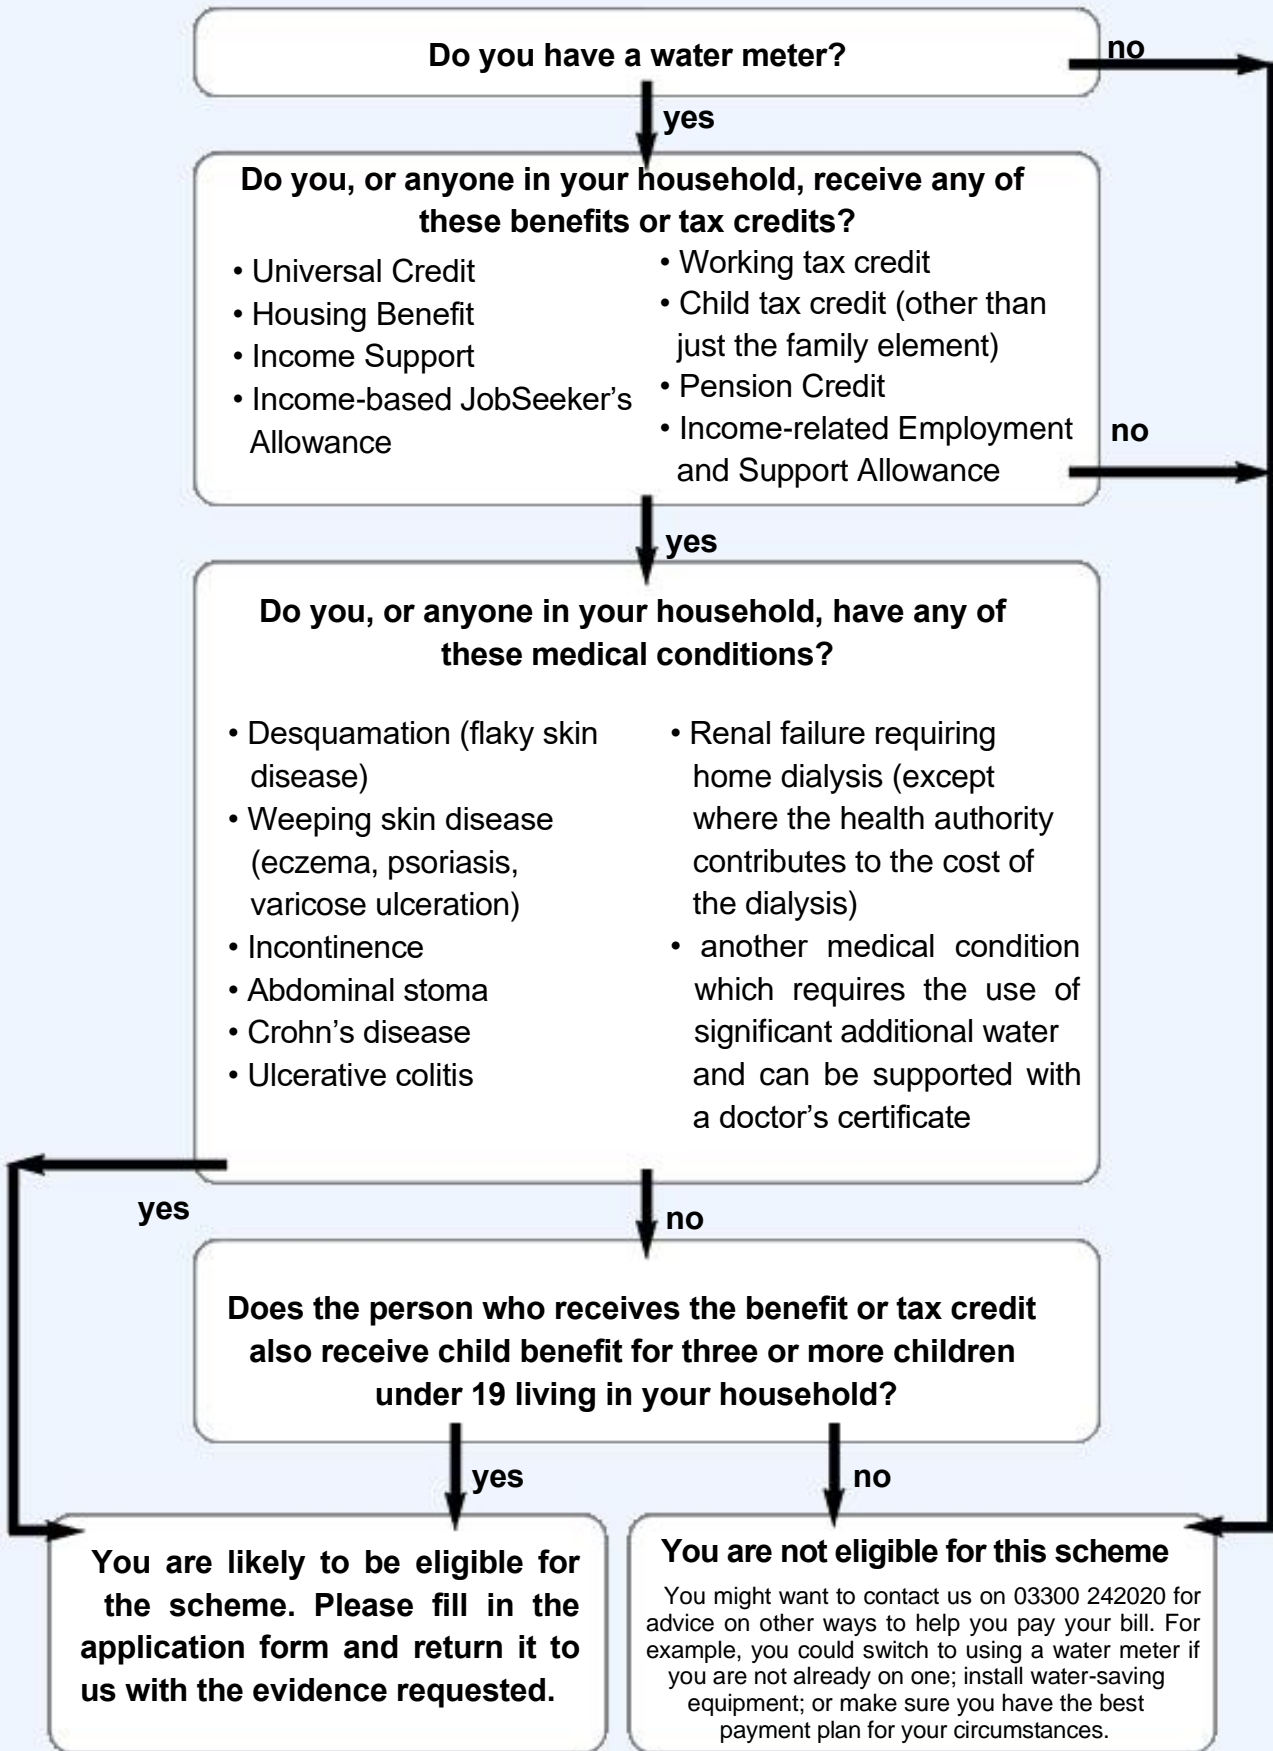 Do you have a water meter?
no
yes
Do you, or anyone in your household, receive any of
these benefits or tax credits?
• Universal Credit
• Housing Benefit
• Income Support
• Income-based JobSeeker’s
Allowance
• Working tax credit
• Child tax credit (other than
just the family element)
• Pension Credit
• Income-related Employment
and Support Allowance
no
yes
Do you, or anyone in your household, have any of
these medical conditions?
• Desquamation (flaky skin
disease)
• Weeping skin disease
(eczema, psoriasis,
varicose ulceration)
• Incontinence
• Abdominal stoma
• Crohn’s disease
• Ulcerative colitis
• Renal failure requiring
home dialysis (except
where the health authority
contributes to the cost of
the dialysis)
• another medical condition
which requires the use of
significant additional water
and can be supported with
a doctor’s certificate
yes
no
Does the person who receives the benefit or tax credit
also receive child benefit for three or more children
under 19 living in your household?
yes
no
You are likely to be eligible for
the scheme. Please fill in the
application form and return it to
us with the evidence requested.
You are not eligible for this scheme
You might want to contact us on 03300 242020 for
advice on other ways to help you pay your bill. For
example, you could switch to using a water meter if
you are not already on one; install water-saving
equipment; or make sure you have the best
payment plan for your circumstances.